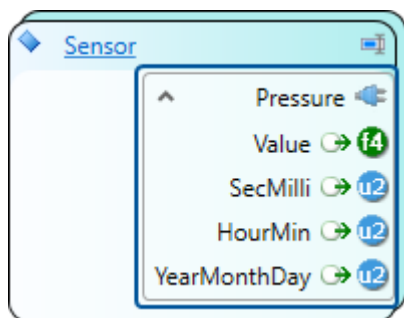 Sensor
Pressure
Value f4
SecMilli u2
HourMin u2
YearMonthDay u2